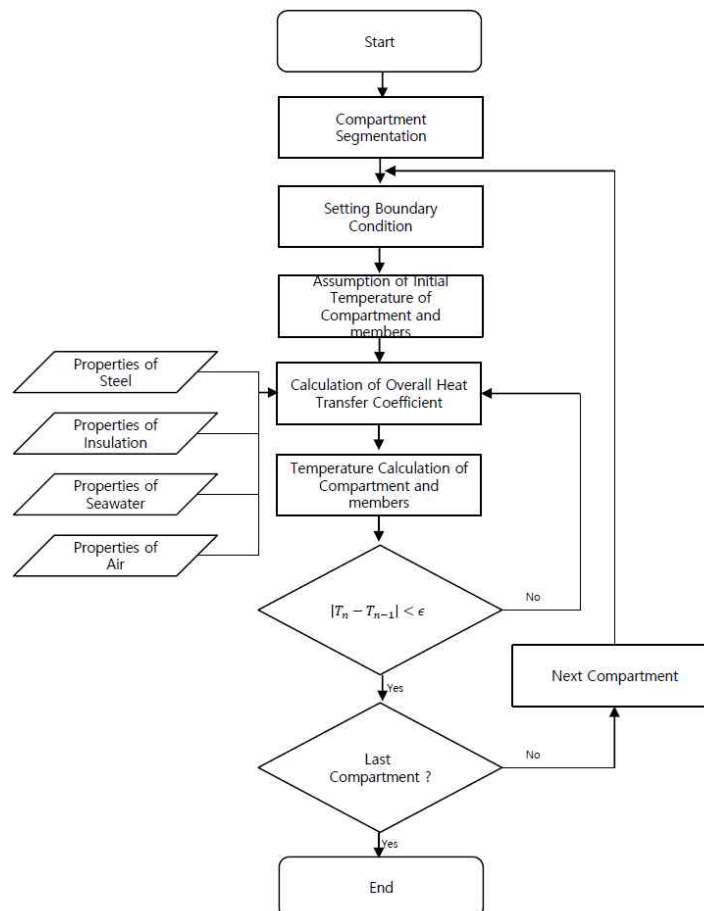 Start
Compartment
Segmentation
Setting Boundary
Condition
Assumption of Initial
Temperature of
Compartment and
members
Properties of
Steel
Calculation of Overall Heat
Transfer Coefficient
Properties of
Insulation
Temperature Calculation of
Compartment and
members
Properties of
Seawater
Properties of
Air
|Tₙ − Tₙ₋₁| < ϵ
No
Yes
Next Compartment
Last
Compartment ?
No
Yes
End